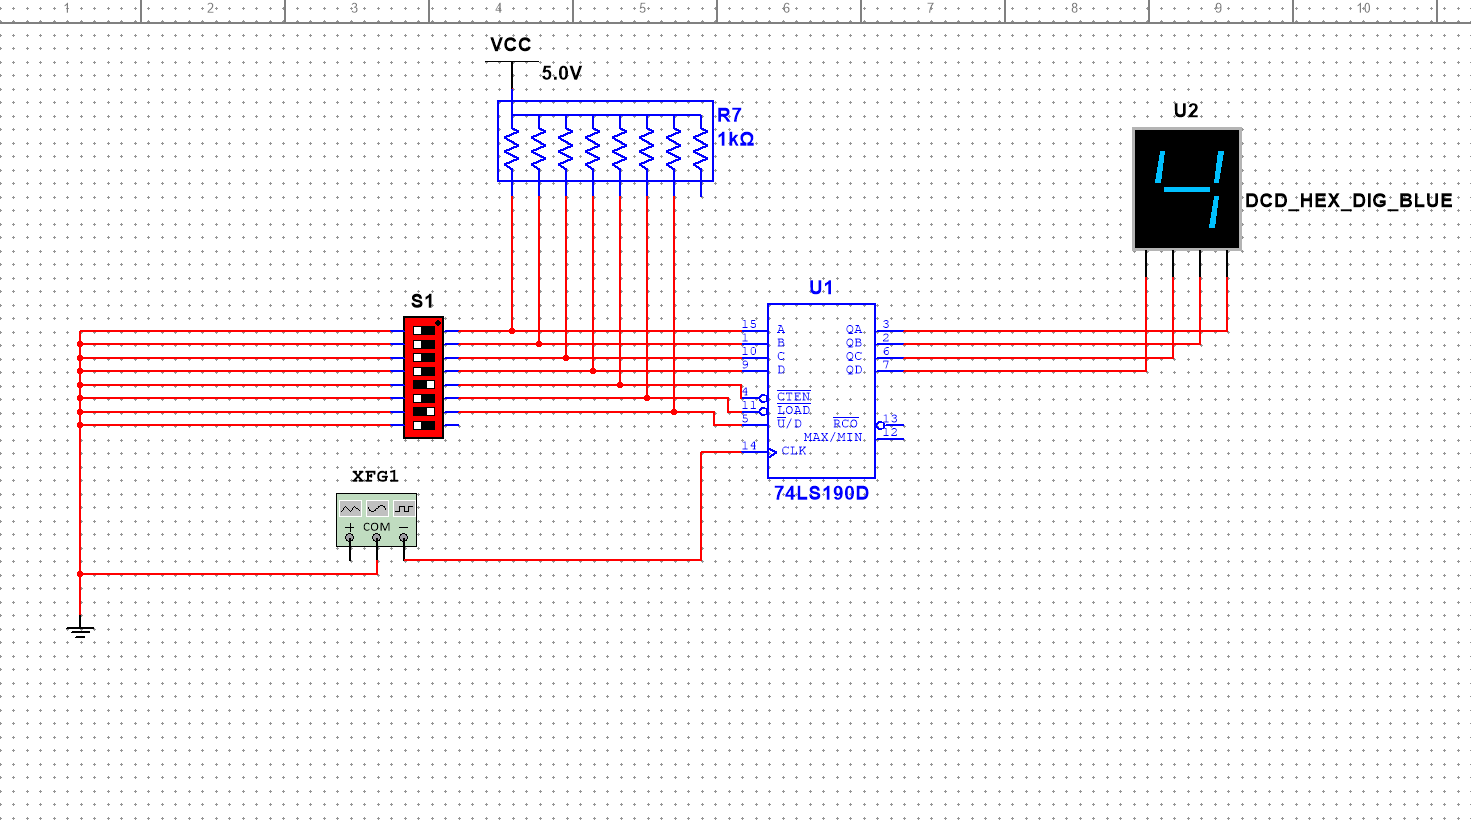 1 2 3 4 5 6 7 8 9 10
VCC
5.0V
R7
1kΩ
U2
DCD_HEX_DIG_BLUE
4
S1
U1
15 A QA 3
1 B QB 2
10 C QC 6
9 D QD 7
4 CTEN
11 LOAD
5 U/D RCO 13
MAX/MIN 12
14 CLK
74LS190D
XFG1
+ COM −